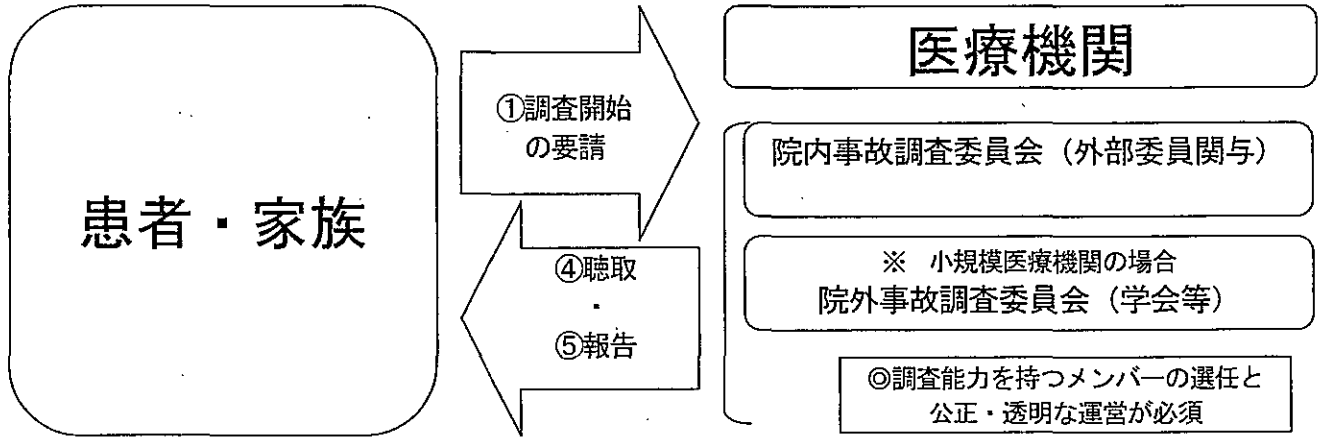 患者・家族
①調査開始
の要請
④聴取
・
⑤報告
医療機関
院内事故調査委員会（外部委員関与）
※　小規模医療機関の場合
院外事故調査委員会（学会等）
◎調査能力を持つメンバーの選任と
公正・透明な運営が必須